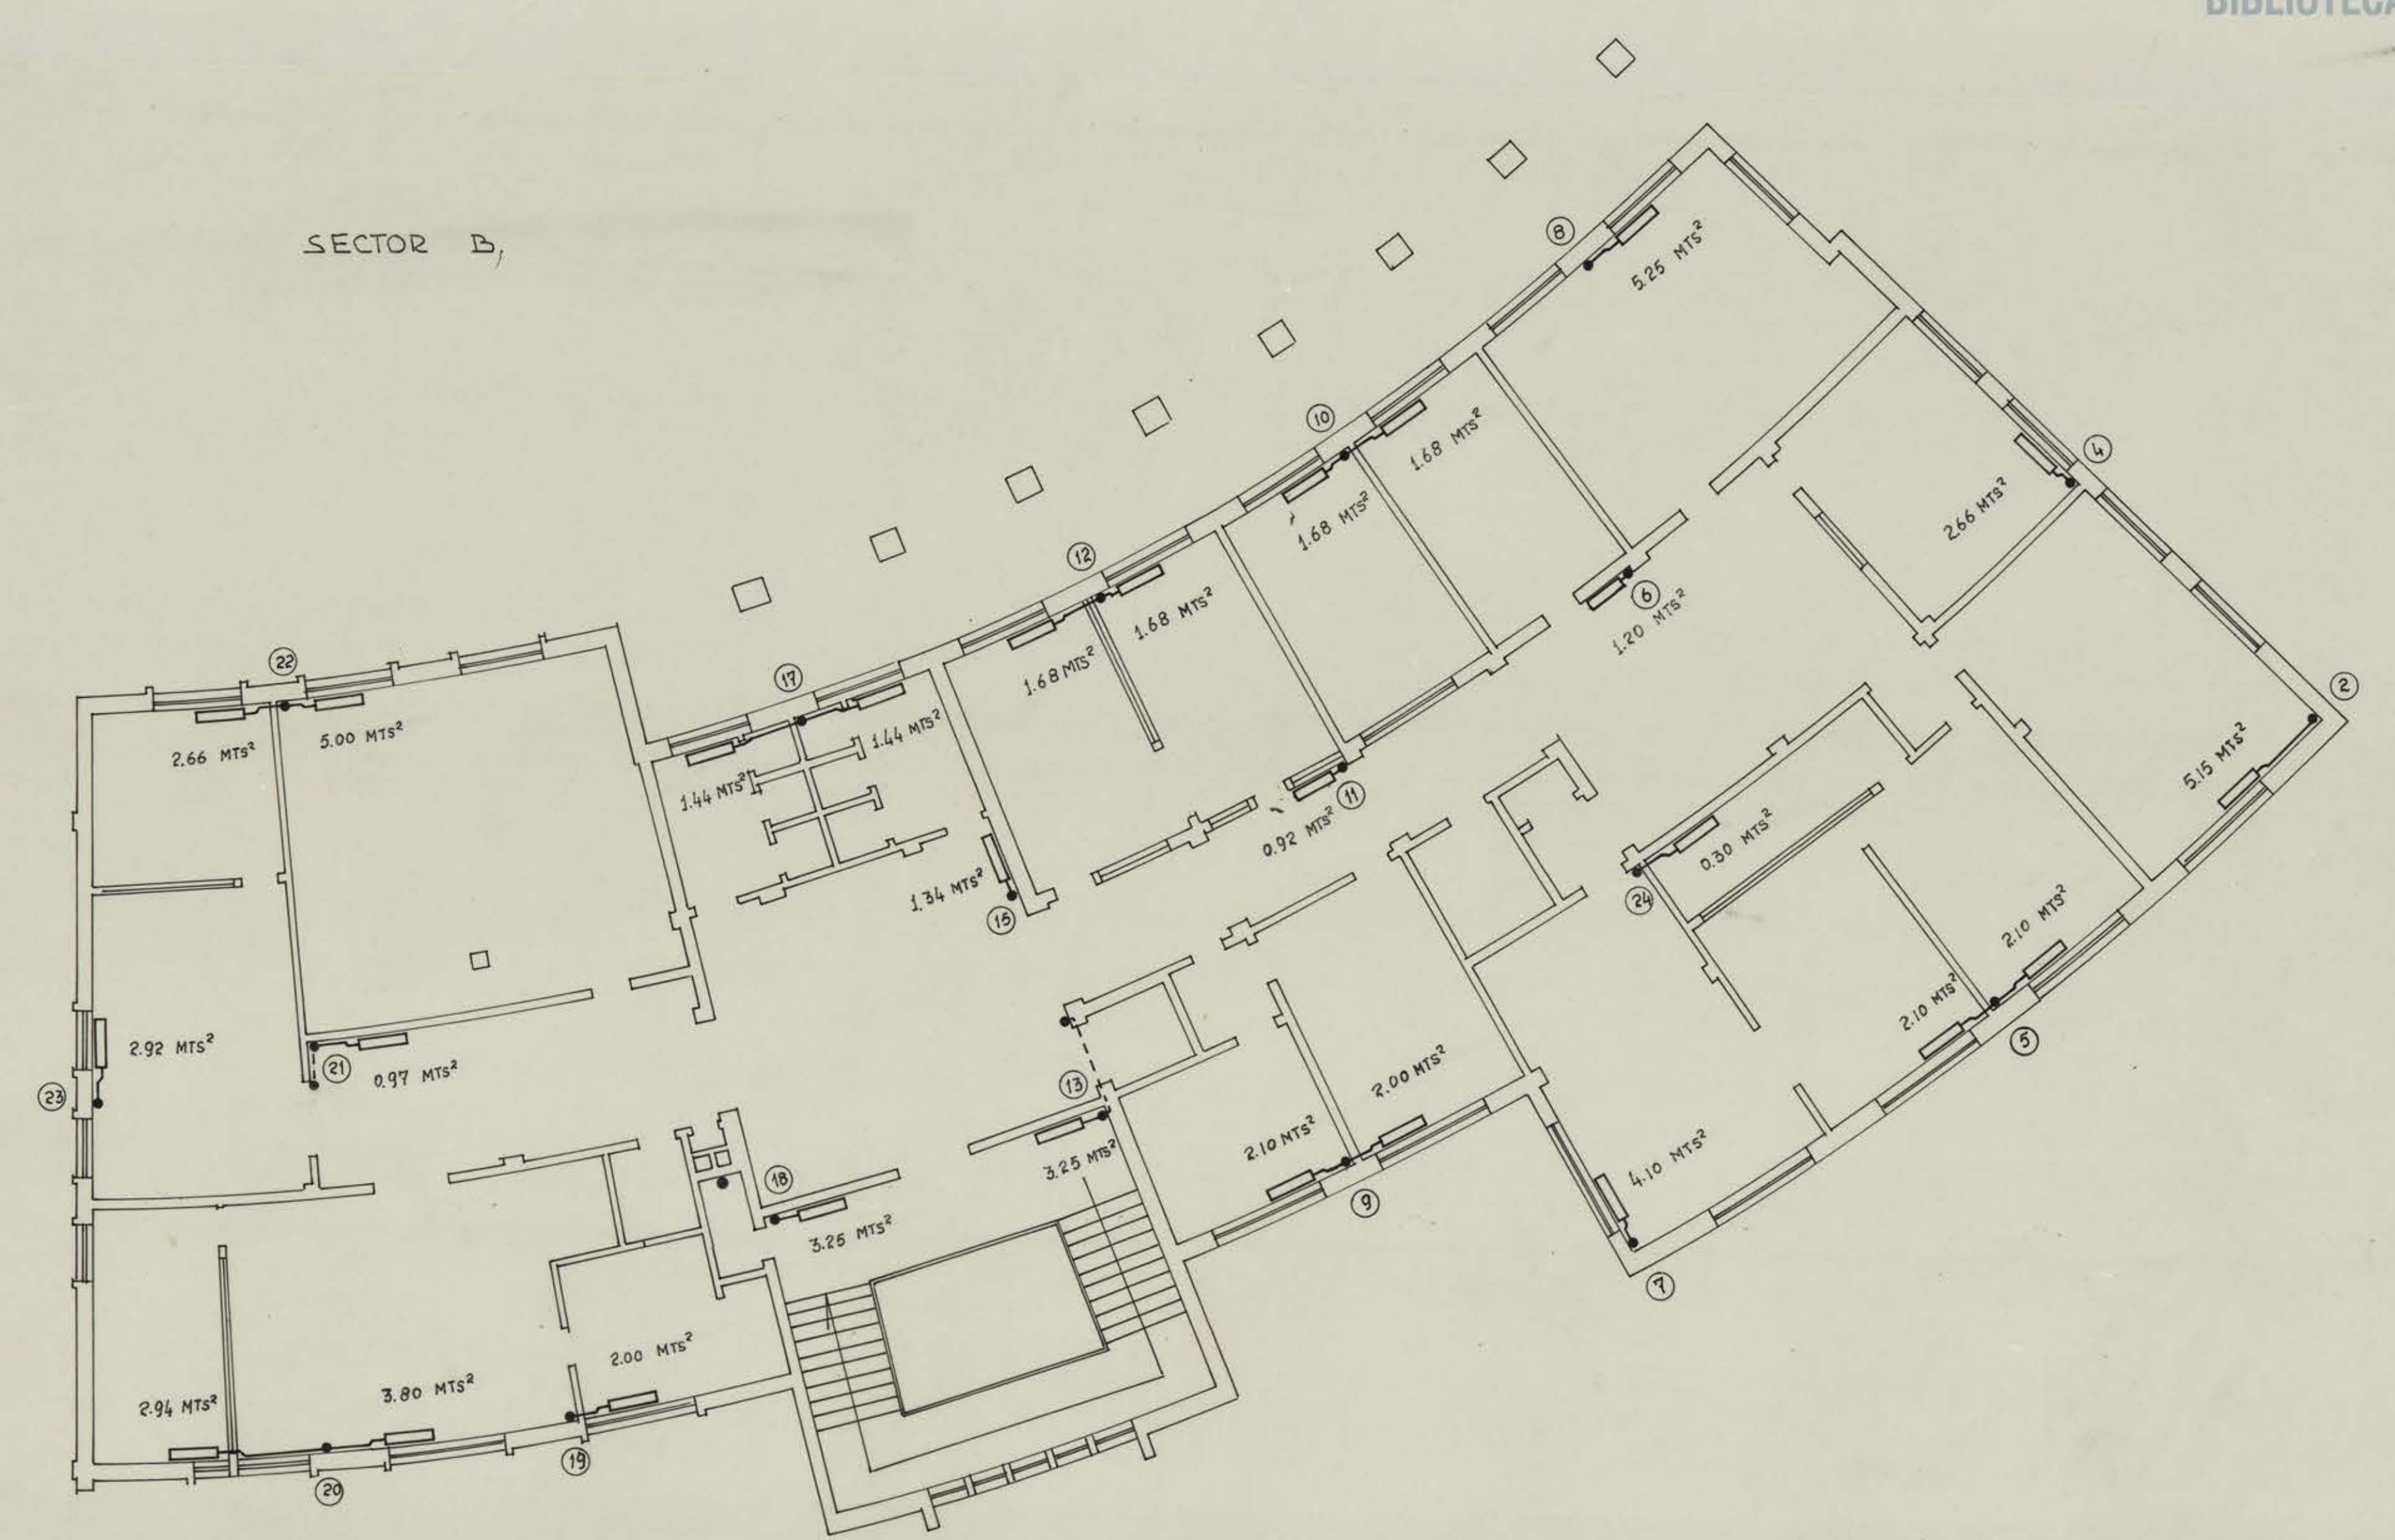 BIBLIOTECA
SECTOR B,
8
5.25 MTS²
10
1.68 MTS²
1.68 MTS²
4
2.66 MTS²
12
1.68 MTS²
1.68 MTS²
6
1.20 MTS²
22
2.66 MTS²
5.00 MTS²
17
1.44 MTS²
1.44 MTS²
2
5.15 MTS²
11
0.92 MTS²
1.34 MTS²
15
0.30 MTS²
24
2.10 MTS²
2.10 MTS²
5
2.92 MTS²
23
21
0.97 MTS²
13
3.25 MTS²
2.00 MTS²
2.10 MTS²
9
4.10 MTS²
7
18
3.25 MTS²
2.00 MTS²
19
3.80 MTS²
2.94 MTS²
20